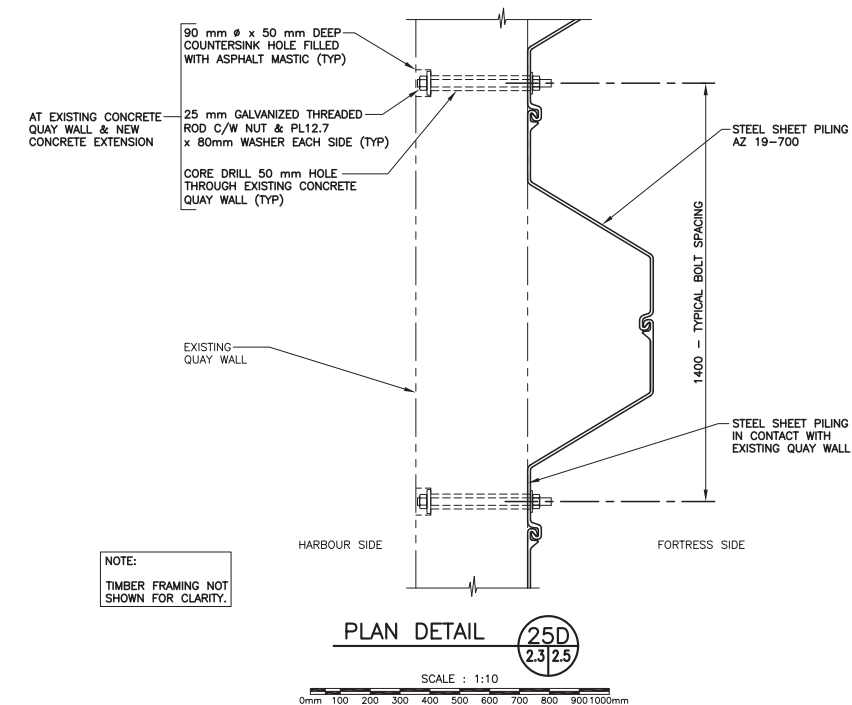 90 mm ø x 50 mm DEEP
COUNTERSINK HOLE FILLED
WITH ASPHALT MASTIC (TYP)
AT EXISTING CONCRETE
QUAY WALL & NEW
CONCRETE EXTENSION
25 mm GALVANIZED THREADED
ROD C/W NUT & PL12.7
x 80mm WASHER EACH SIDE (TYP)
CORE DRILL 50 mm HOLE
THROUGH EXISTING CONCRETE
QUAY WALL (TYP)
STEEL SHEET PILING
AZ 19-700
1400 - TYPICAL BOLT SPACING
EXISTING
QUAY WALL
STEEL SHEET PILING
IN CONTACT WITH
EXISTING QUAY WALL
HARBOUR SIDE
FORTRESS SIDE
NOTE:
TIMBER FRAMING NOT
SHOWN FOR CLARITY.
PLAN DETAIL
25D
2.3 2.5
SCALE : 1:10
0mm 100 200 300 400 500 600 700 800 900 1000mm